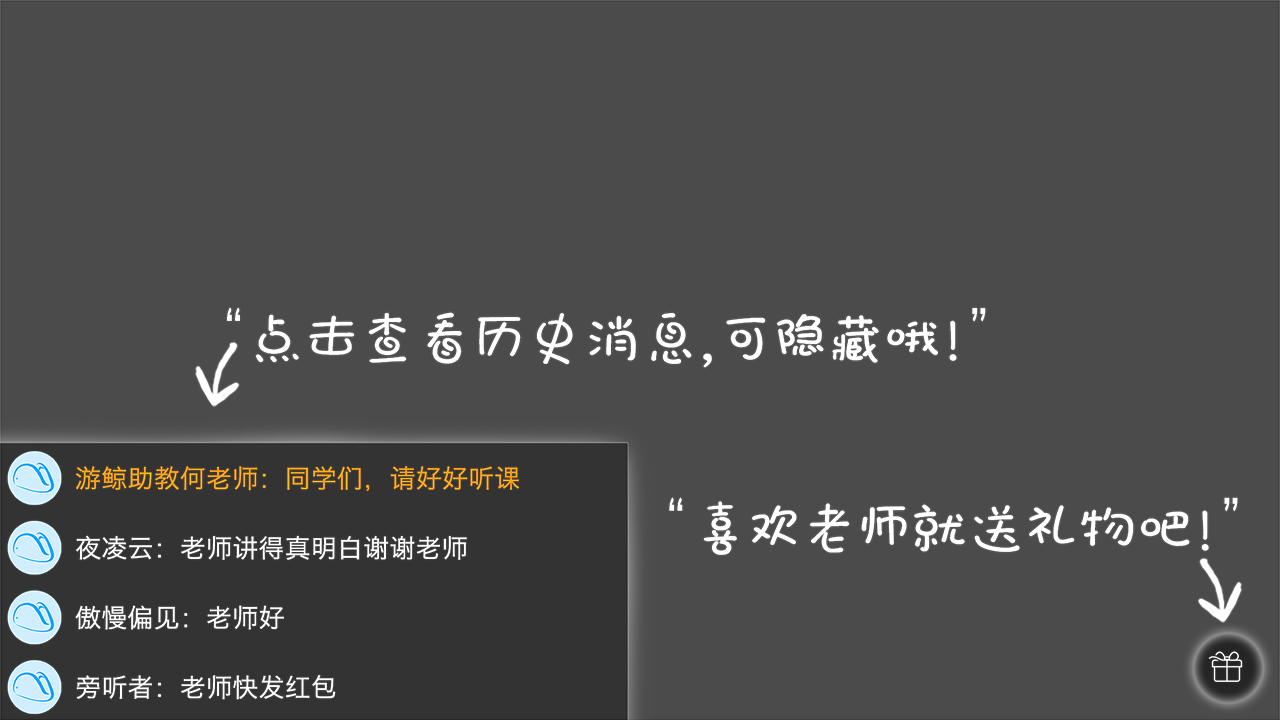 “点击查看历史消息,可隐藏哦!”
游鲸助教何老师：同学们，请好好听课
夜凌云：老师讲得真明白谢谢老师
傲慢偏见：老师好
旁听者：老师快发红包
“喜欢老师就送礼物吧!”